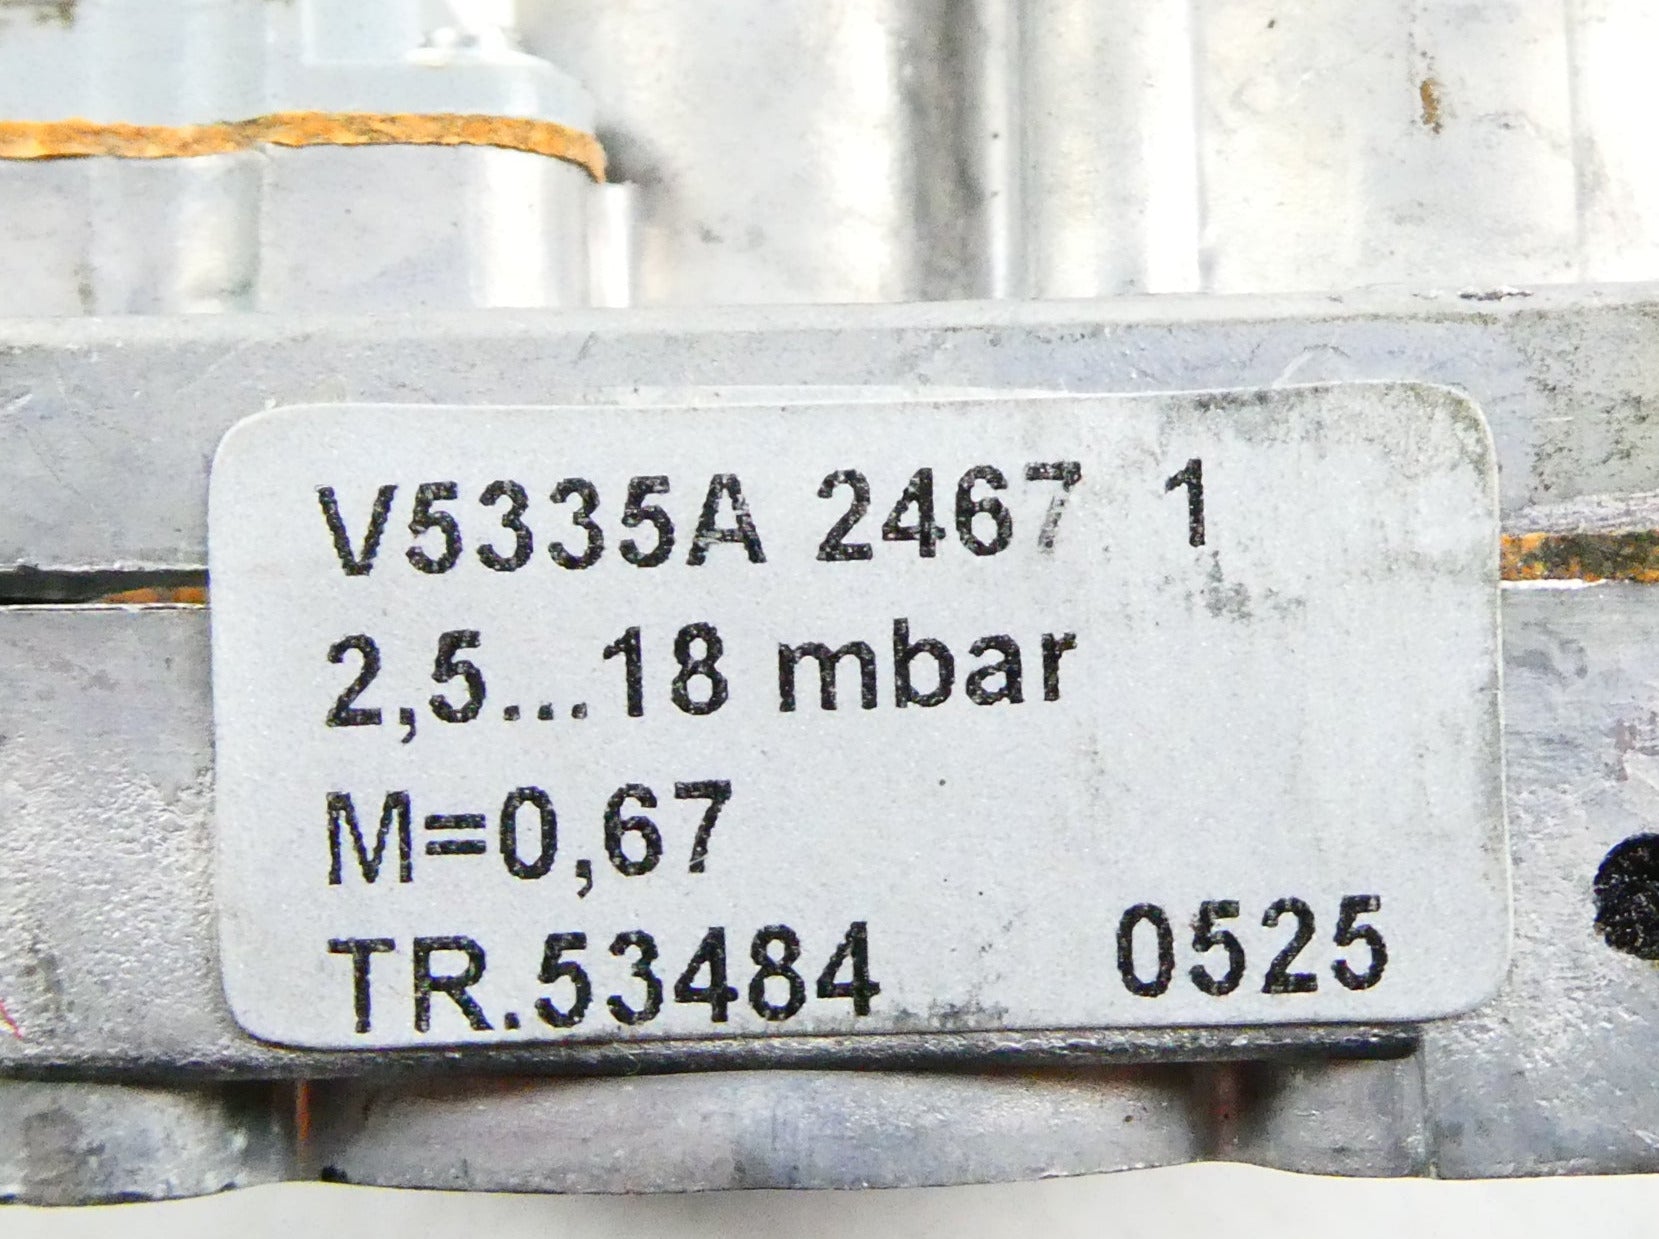 V5335A 2467 1
2,5...18 mbar
M=0,67
TR.53484 0525